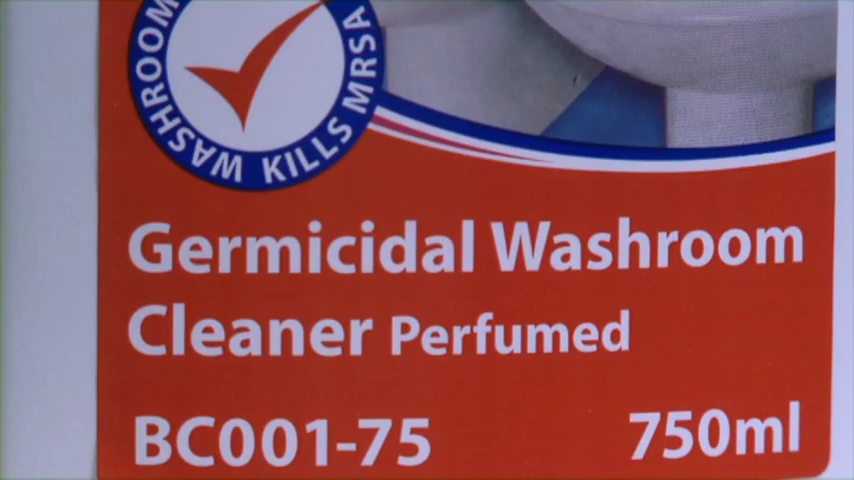 WASHROOM
KILLS MRSA
Germicidal Washroom
Cleaner Perfumed
BC001-75
750ml